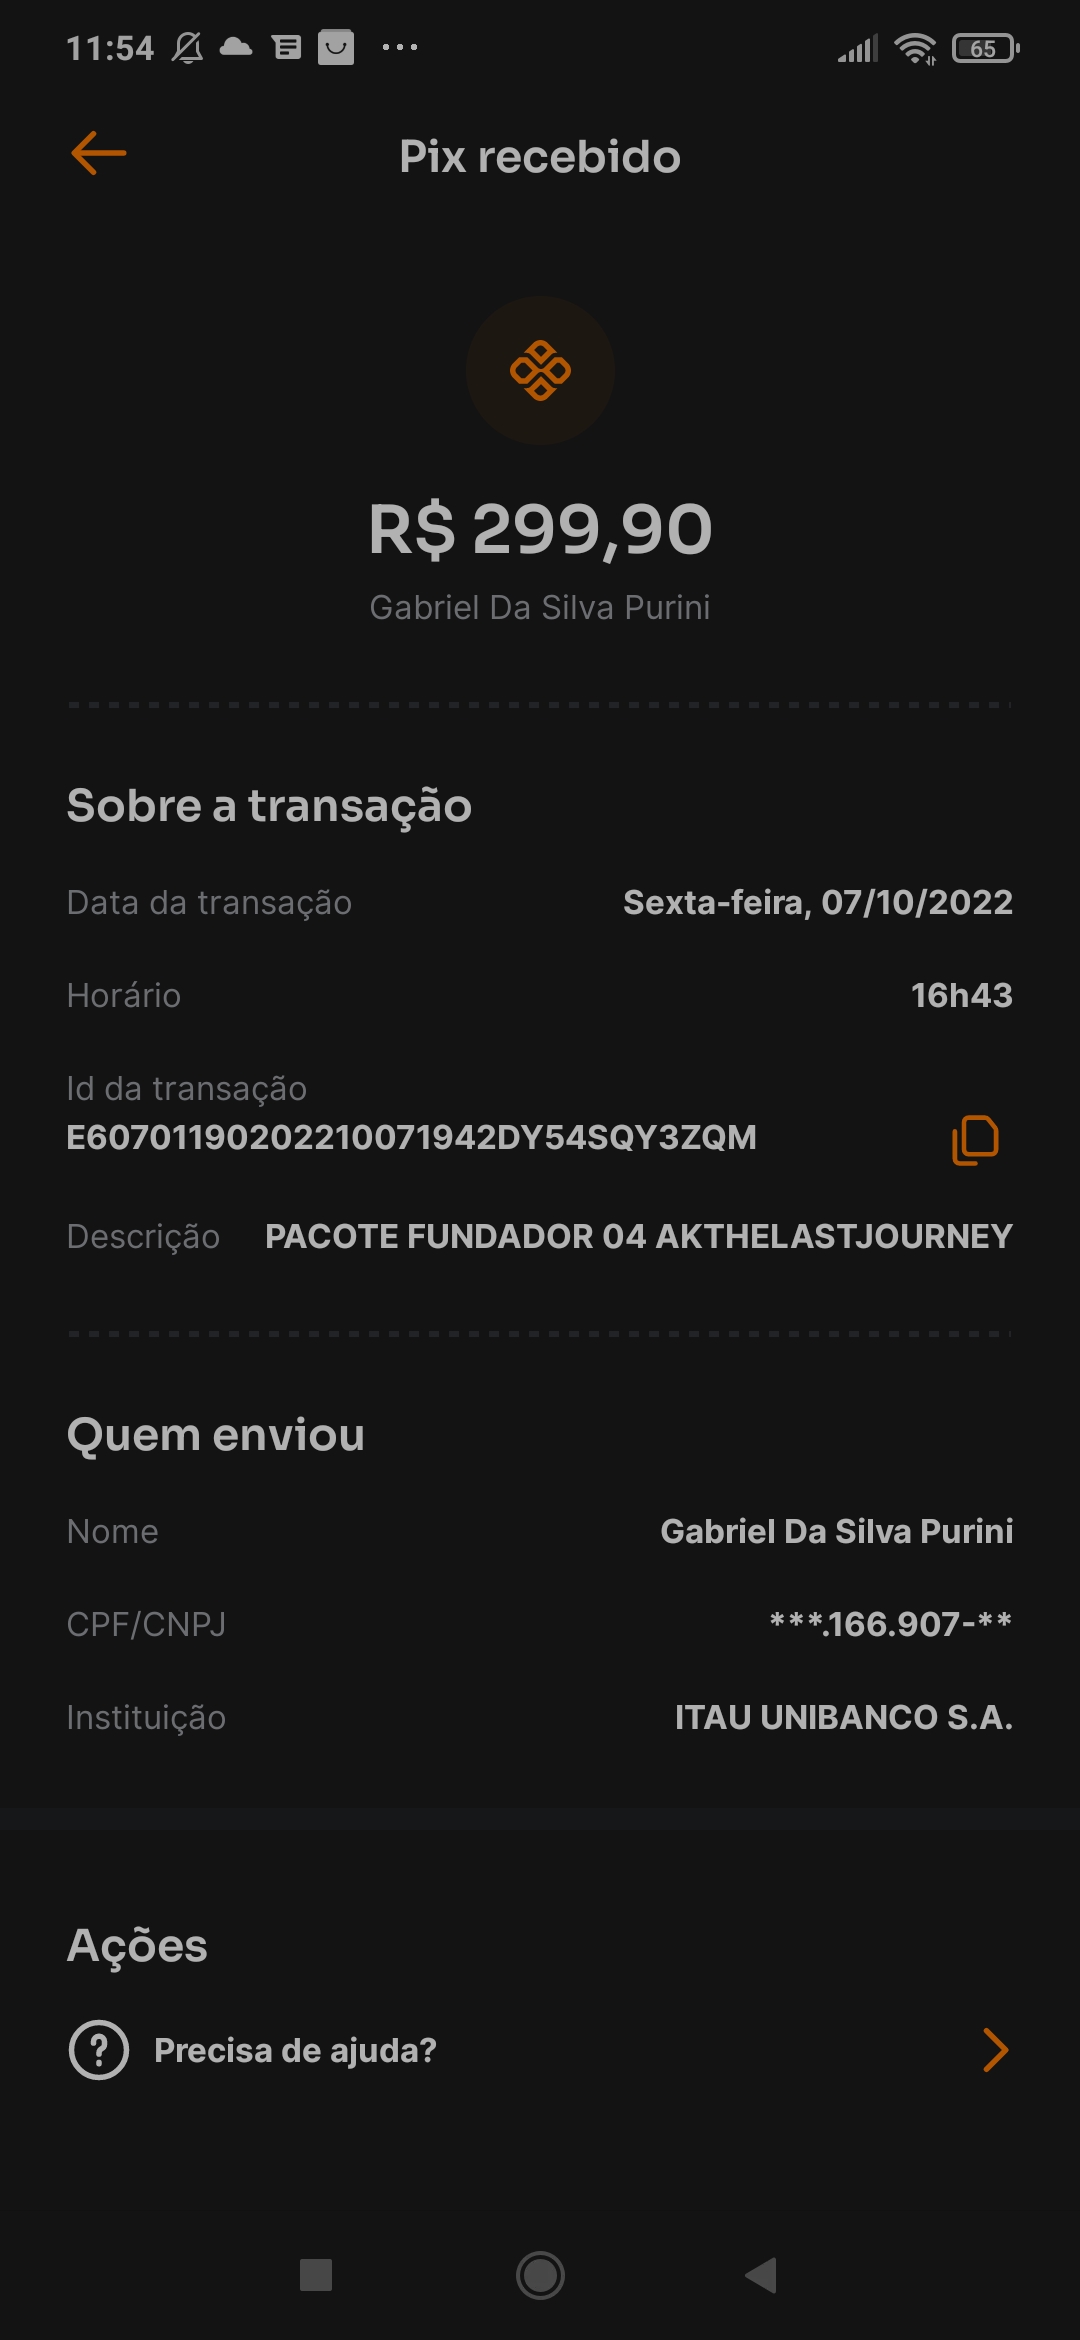 11:54
65
Pix recebido
R$ 299,90
Gabriel Da Silva Purini
Sobre a transação
Data da transação Sexta-feira, 07/10/2022
Horário 16h43
Id da transação
E60701190202210071942DY54SQY3ZQM
Descrição PACOTE FUNDADOR 04 AKTHELASTJOURNEY
Quem enviou
Nome Gabriel Da Silva Purini
CPF/CNPJ ***.166.907-**
Instituição ITAU UNIBANCO S.A.
Ações
Precisa de ajuda?